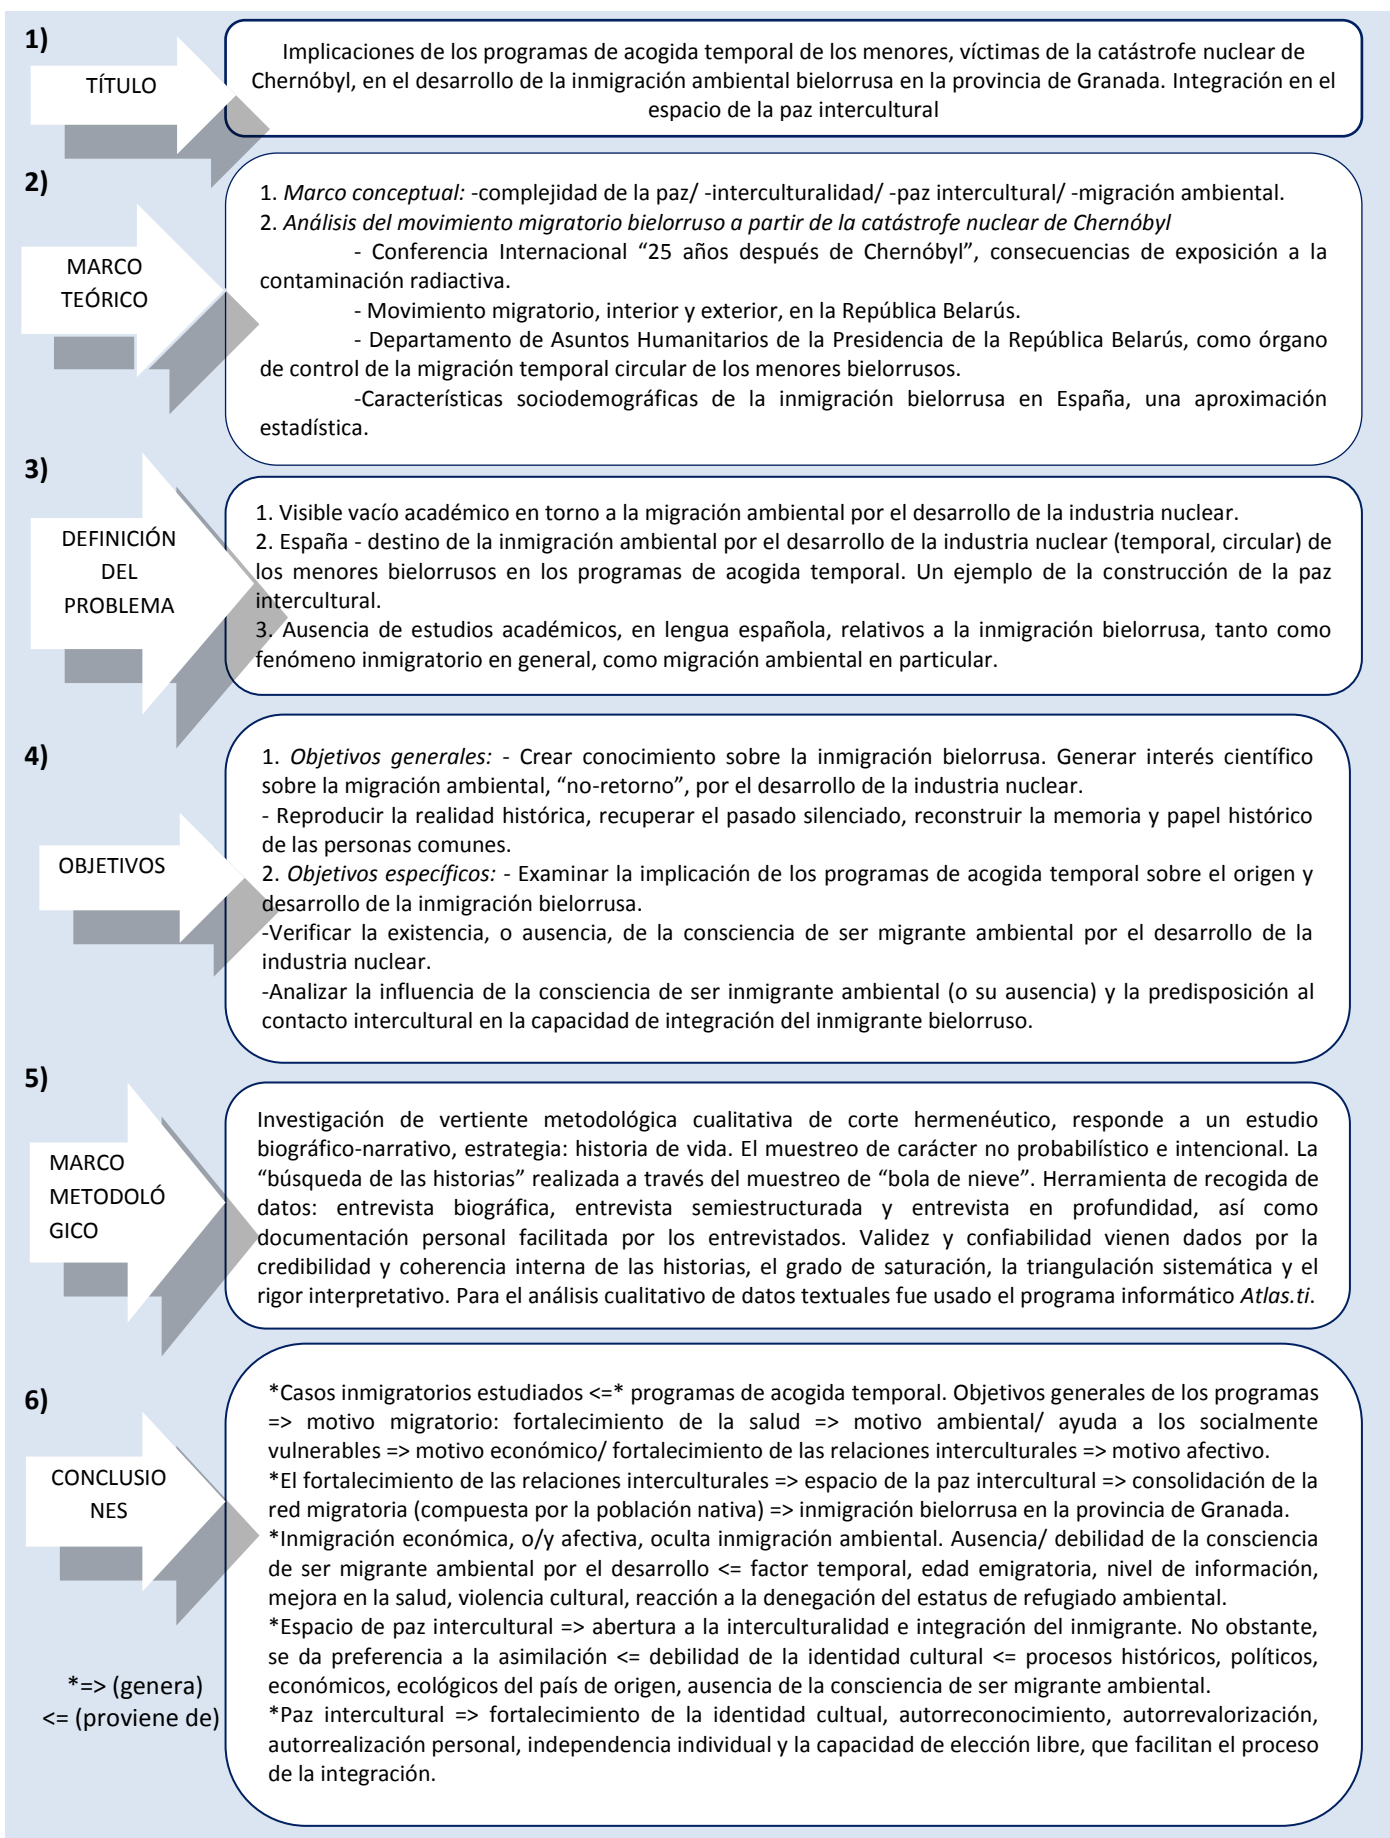 1)
TÍTULO
Implicaciones de los programas de acogida temporal de los menores, víctimas de la catástrofe nuclear de
Chernóbyl, en el desarrollo de la inmigración ambiental bielorrusa en la provincia de Granada. Integración en el
espacio de la paz intercultural
2)
MARCO
TEÓRICO
1. Marco conceptual: -complejidad de la paz/ -interculturalidad/ -paz intercultural/ -migración ambiental.
2. Análisis del movimiento migratorio bielorruso a partir de la catástrofe nuclear de Chernóbyl
- Conferencia Internacional “25 años después de Chernóbyl”, consecuencias de exposición a la
contaminación radiactiva.
- Movimiento migratorio, interior y exterior, en la República Belarús.
- Departamento de Asuntos Humanitarios de la Presidencia de la República Belarús, como órgano
de control de la migración temporal circular de los menores bielorrusos.
-Características sociodemográficas de la inmigración bielorrusa en España, una aproximación
estadística.
3)
DEFINICIÓN
DEL
PROBLEMA
1. Visible vacío académico en torno a la migración ambiental por el desarrollo de la industria nuclear.
2. España - destino de la inmigración ambiental por el desarrollo de la industria nuclear (temporal, circular) de
los menores bielorrusos en los programas de acogida temporal. Un ejemplo de la construcción de la paz
intercultural.
3. Ausencia de estudios académicos, en lengua española, relativos a la inmigración bielorrusa, tanto como
fenómeno inmigratorio en general, como migración ambiental en particular.
4)
OBJETIVOS
1. Objetivos generales: - Crear conocimiento sobre la inmigración bielorrusa. Generar interés científico
sobre la migración ambiental, “no-retorno”, por el desarrollo de la industria nuclear.
- Reproducir la realidad histórica, recuperar el pasado silenciado, reconstruir la memoria y papel histórico
de las personas comunes.
2. Objetivos específicos: - Examinar la implicación de los programas de acogida temporal sobre el origen y
desarrollo de la inmigración bielorrusa.
-Verificar la existencia, o ausencia, de la consciencia de ser migrante ambiental por el desarrollo de la
industria nuclear.
-Analizar la influencia de la consciencia de ser inmigrante ambiental (o su ausencia) y la predisposición al
contacto intercultural en la capacidad de integración del inmigrante bielorruso.
5)
MARCO
METODOLÓ
GICO
Investigación de vertiente metodológica cualitativa de corte hermenéutico, responde a un estudio
biográfico-narrativo, estrategia: historia de vida. El muestreo de carácter no probabilístico e intencional. La
“búsqueda de las historias” realizada a través del muestreo de “bola de nieve”. Herramienta de recogida de
datos: entrevista biográfica, entrevista semiestructurada y entrevista en profundidad, así como
documentación personal facilitada por los entrevistados. Validez y confiabilidad vienen dados por la
credibilidad y coherencia interna de las historias, el grado de saturación, la triangulación sistemática y el
rigor interpretativo. Para el análisis cualitativo de datos textuales fue usado el programa informático Atlas.ti.
6)
CONCLUSIO
NES
*=> (genera)
<= (proviene de)
*Casos inmigratorios estudiados <=* programas de acogida temporal. Objetivos generales de los programas
=> motivo migratorio: fortalecimiento de la salud => motivo ambiental/ ayuda a los socialmente
vulnerables => motivo económico/ fortalecimiento de las relaciones interculturales => motivo afectivo.
*El fortalecimiento de las relaciones interculturales => espacio de la paz intercultural => consolidación de la
red migratoria (compuesta por la población nativa) => inmigración bielorrusa en la provincia de Granada.
*Inmigración económica, o/y afectiva, oculta inmigración ambiental. Ausencia/ debilidad de la consciencia
de ser migrante ambiental por el desarrollo <= factor temporal, edad emigratoria, nivel de información,
mejora en la salud, violencia cultural, reacción a la denegación del estatus de refugiado ambiental.
*Espacio de paz intercultural => abertura a la interculturalidad e integración del inmigrante. No obstante,
se da preferencia a la asimilación <= debilidad de la identidad cultural <= procesos históricos, políticos,
económicos, ecológicos del país de origen, ausencia de la consciencia de ser migrante ambiental.
*Paz intercultural => fortalecimiento de la identidad cultual, autorreconocimiento, autorrevalorización,
autorrealización personal, independencia individual y la capacidad de elección libre, que facilitan el proceso
de la integración.